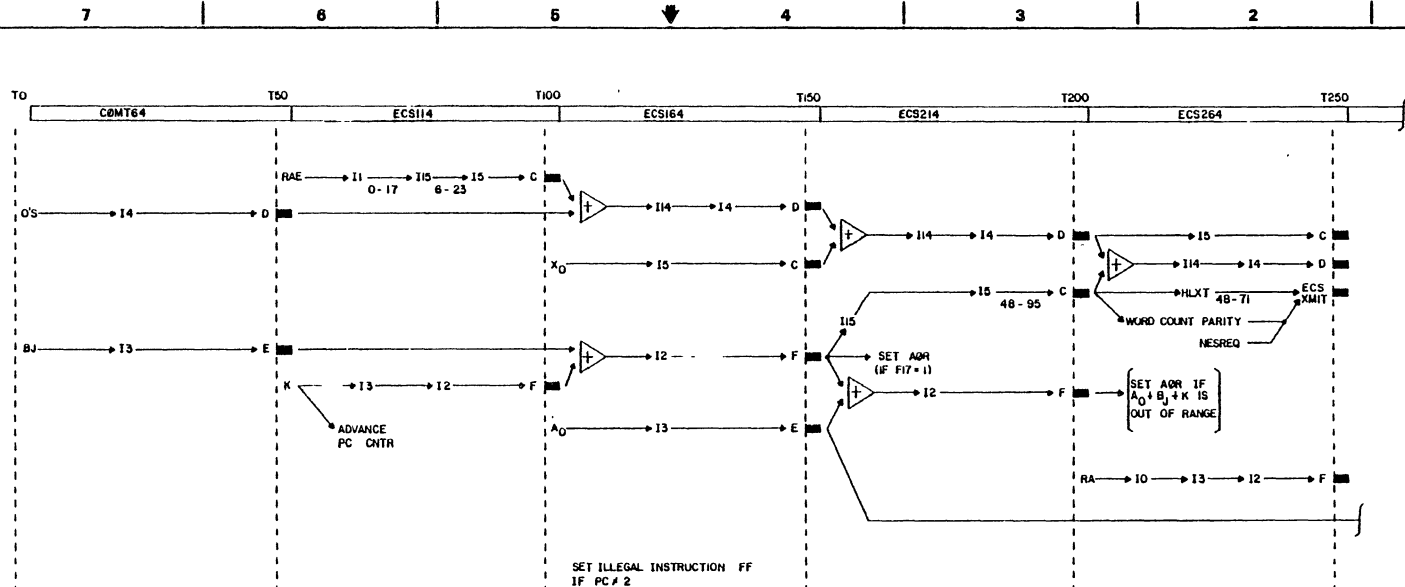 7 6 5 4 3 2
T0 T50 T100 T150 T200 T250
CØMT64 ECS114 ECS164 ECS214 ECS264
RAE I1 I15 I5 C
0-17 6-23
O'S I4 D
+ I14 I4 D
+ I14 I4 D
I5 C
X0 I5 C
+ I14 I4 D
I5 C
48-95
HLXT 48-71 ECS
XMIT
I15
WORD COUNT PARITY
NESREQ
BJ I3 E
+ I2 F
SET AØR
(IF F17=1)
K I3 I2 F
+ I2 F
SET AØR IF
A0+BJ+K IS
OUT OF RANGE
ADVANCE
PC CNTR
A0 I3 E
RA I0 I3 I2 F
SET ILLEGAL INSTRUCTION FF
IF PC≠2